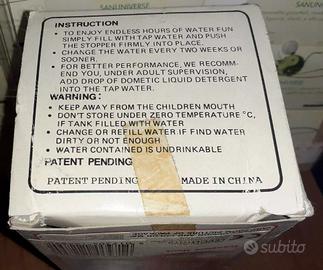 SANUNIVERSE
INSTRUCTION
• TO ENJOY ENDLESS HOURS OF WATER FUN
SIMPLY FILL WITH TAP WATER AND PUSH
THE STOPPER FIRMLY INTO PLACE.
• CHANGE THE WATER EVERY TWO WEEKS OR
SOONER.
• FOR BETTER PERFORMANCE, WE RECOMM-
END YOU, UNDER ADULT SUPERVISION,
ADD DROP OF DOMETIC LIQUID DETERGENT
INTO THE TAP WATER.
WARNING:
• KEEP AWAY FROM THE CHILDREN MOUTH
• DON'T STORE UNDER ZERO TEMPERATURE °C,
IF TANK FILLED WITH WATER
• CHANGE OR REFILL WATER IF FIND WATER
DIRTY OR NOT ENOUGH
• WATER CONTAINED IS UNDRINKABLE
PATENT PENDING
PATENT PENDING MADE IN CHINA
subito